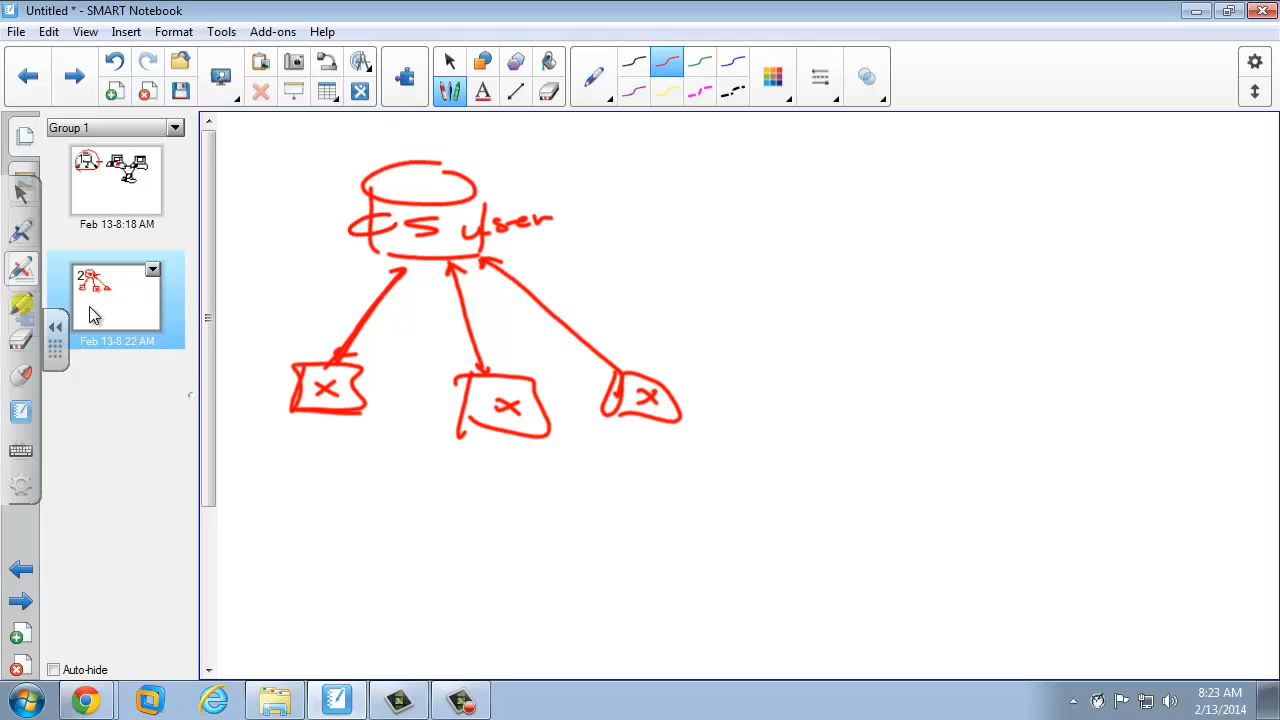 Untitled * - SMART Notebook
File Edit View Insert Format Tools Add-ons Help
Group 1
Feb 13-8:18 AM
2
Feb 13-8:22 AM
user
x x x
Auto-hide
8:23 AM
2/13/2014